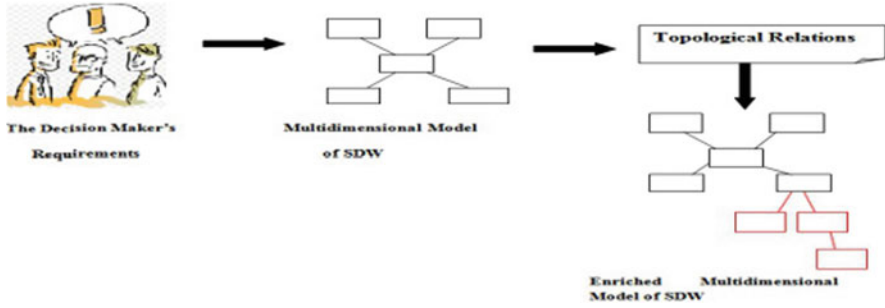 Topological Relations
The Decision Maker's
Requirements
Multidimensional Model
of SDW
Enriched Multidimensional
Model of SDW